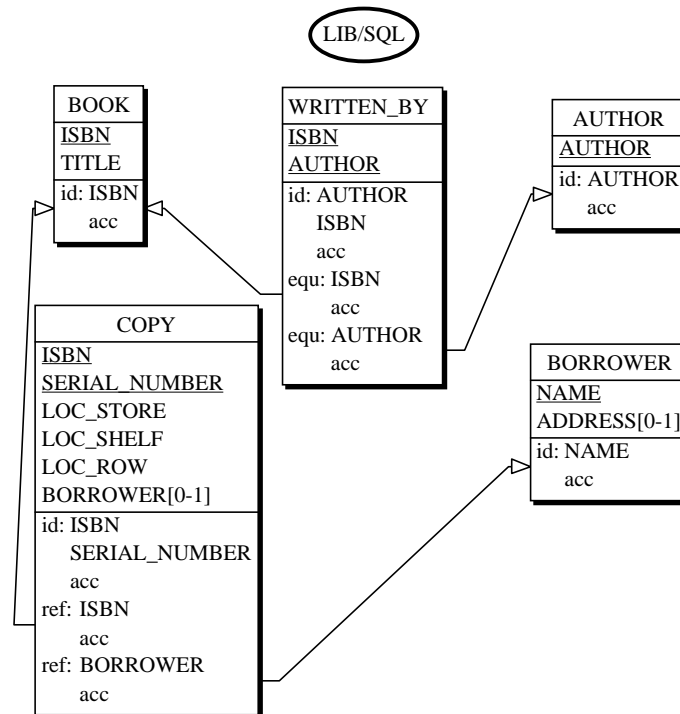 LIB/SQL
BOOK
ISBN
TITLE
id: ISBN
acc
WRITTEN_BY
ISBN
AUTHOR
id: AUTHOR
ISBN
acc
equ: ISBN
acc
equ: AUTHOR
acc
AUTHOR
AUTHOR
id: AUTHOR
acc
COPY
ISBN
SERIAL_NUMBER
LOC_STORE
LOC_SHELF
LOC_ROW
BORROWER[0-1]
id: ISBN
SERIAL_NUMBER
acc
ref: ISBN
acc
ref: BORROWER
acc
BORROWER
NAME
ADDRESS[0-1]
id: NAME
acc